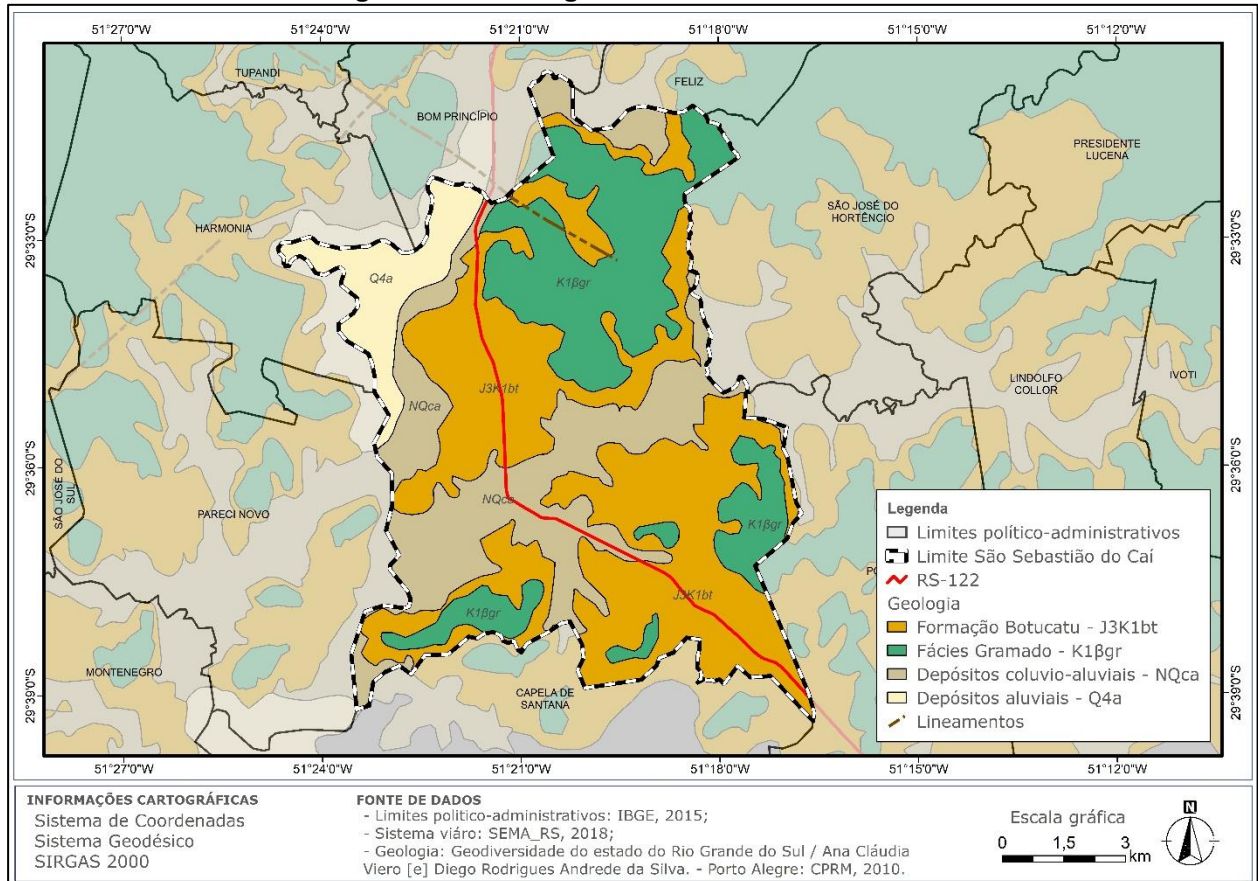 51°27'0"W 51°24'0"W 51°21'0"W 51°18'0"W 51°15'0"W 51°12'0"W
TUPANDI
FELIZ
BOM PRINCÍPIO
PRESIDENTE
LUCENA
SÃO JOSÉ DO
HORTÊNCIO
HARMONIA
29°33'0"S
29°33'0"S
Q4a
K1βgr
J3K1bt
NQca
LINDOLFO
COLLOR
IVOTI
29°36'0"S
29°36'0"S
SÃO JOSÉ DO
SUL
PARECI NOVO
NQca
K1βgr
J3K1bt
K1βgr
MONTENEGRO
CAPELA DE
SANTANA
29°39'0"S
29°39'0"S
Legenda
Limites político-administrativos
Limite São Sebastião do Caí
RS-122
Geologia
Formação Botucatu - J3K1bt
Fácies Gramado - K1βgr
Depósitos coluvio-aluviais - NQca
Depósitos aluviais - Q4a
Lineamentos
51°27'0"W 51°24'0"W 51°21'0"W 51°18'0"W 51°15'0"W 51°12'0"W
INFORMAÇÕES CARTOGRÁFICAS
Sistema de Coordenadas
Sistema Geodésico
SIRGAS 2000
FONTE DE DADOS
- Limites politico-administrativos: IBGE, 2015;
- Sistema viáro: SEMA_RS, 2018;
- Geologia: Geodiversidade do estado do Rio Grande do Sul / Ana Cláudia
Viero [e] Diego Rodrigues Andrede da Silva. - Porto Alegre: CPRM, 2010.
Escala gráfica
0 1,5 3
km
N